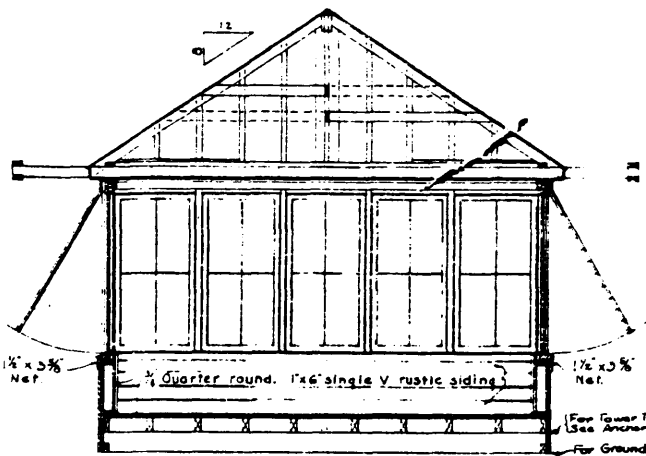 12
8
P
1½" x 3⅝"
Net.
¾ Quarter round. 1"x6" single V rustic siding
1½" x 3⅝"
Net.
For Tower
See Anchor
For Ground